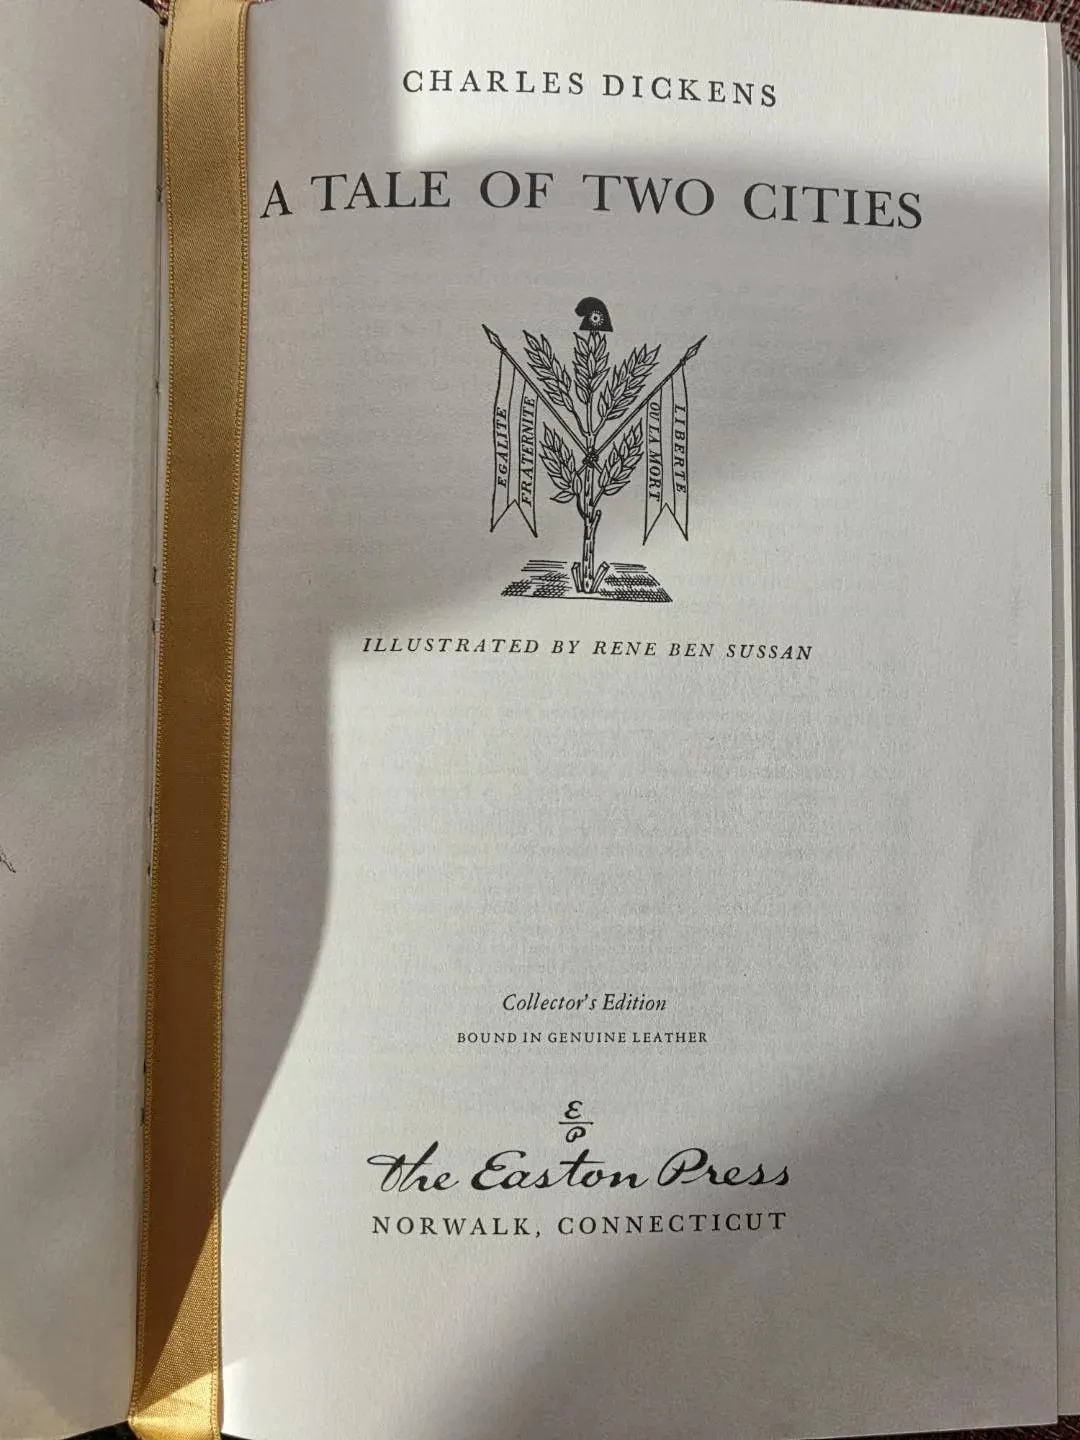 CHARLES DICKENS
A TALE OF TWO CITIES
EGALITE
FRATERNITE
OU LA MORT
LIBERTE
ILLUSTRATED BY RENE BEN SUSSAN
Collector's Edition
BOUND IN GENUINE LEATHER
E
P
The Easton Press
NORWALK, CONNECTICUT